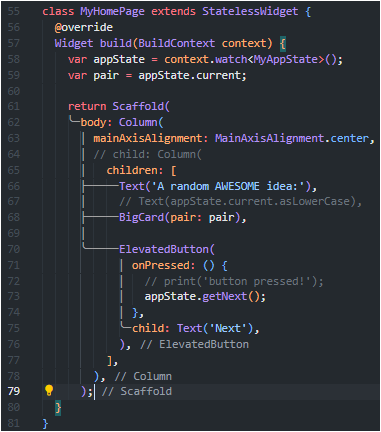 55 class MyHomePage extends StatelessWidget {
56   @override
57   Widget build(BuildContext context) {
58     var appState = context.watch<MyAppState>();
59     var pair = appState.current;
60
61     return Scaffold(
62       body: Column(
63         mainAxisAlignment: MainAxisAlignment.center,
64         // child: Column(
65           children: [
66             Text('A random AWESOME idea:'),
67             // Text(appState.current.asLowerCase),
68             BigCard(pair: pair),
69
70             ElevatedButton(
71               onPressed: () {
72                 // print('button pressed!');
73                 appState.getNext();
74               },
75               child: Text('Next'),
76             ), // ElevatedButton
77           ],
78         ), // Column
79       ); // Scaffold
80   }
81 }